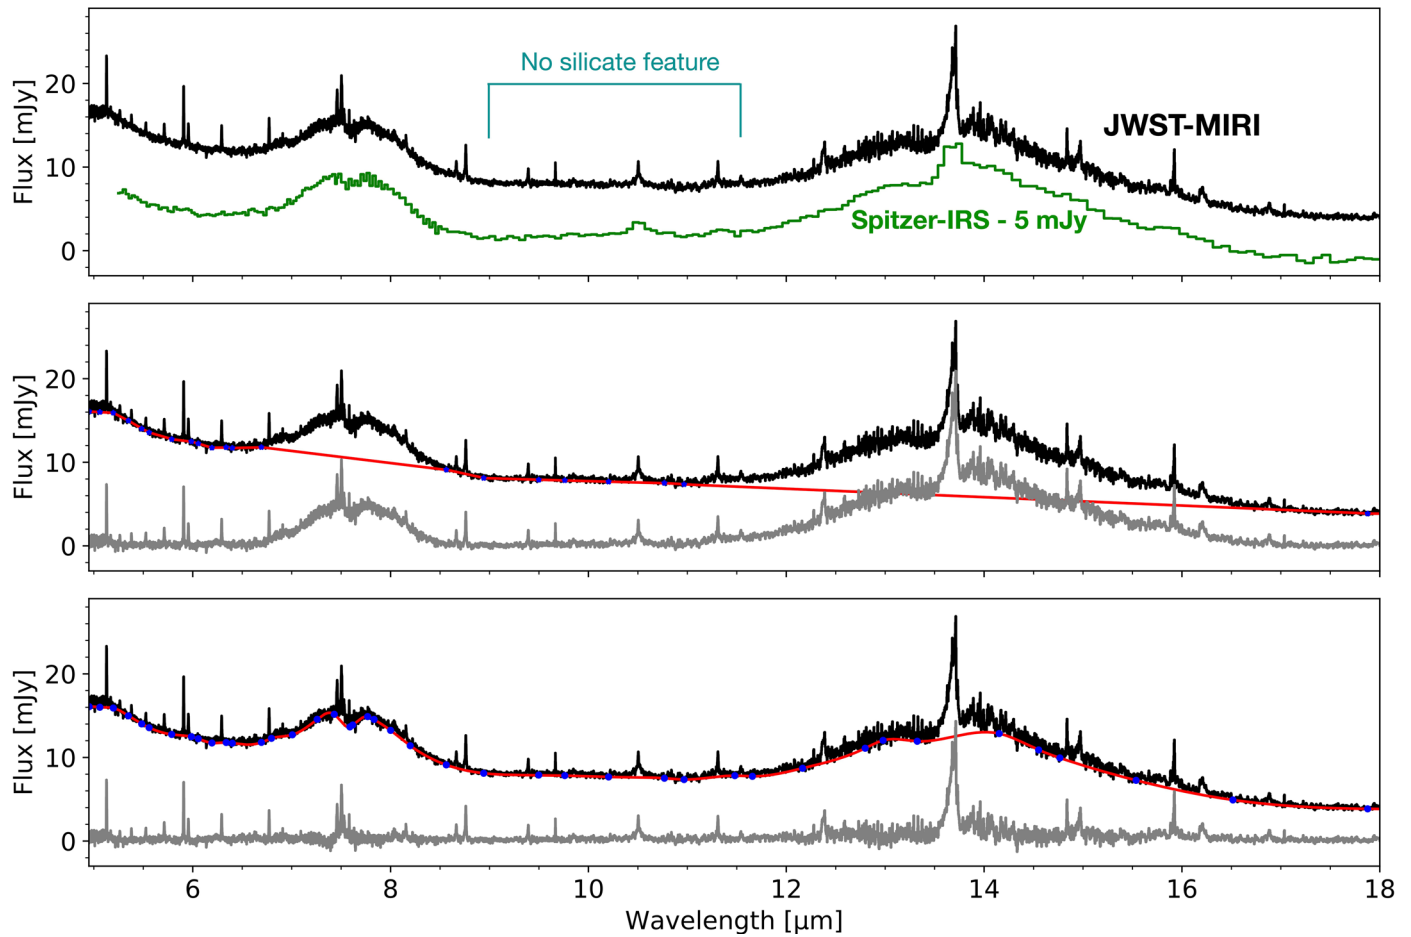 No silicate feature
JWST-MIRI
Spitzer-IRS - 5 mJy
Flux [mJy]
20
10
0
Flux [mJy]
20
10
0
Flux [mJy]
20
10
0
6 8 10 12 14 16 18
Wavelength [µm]